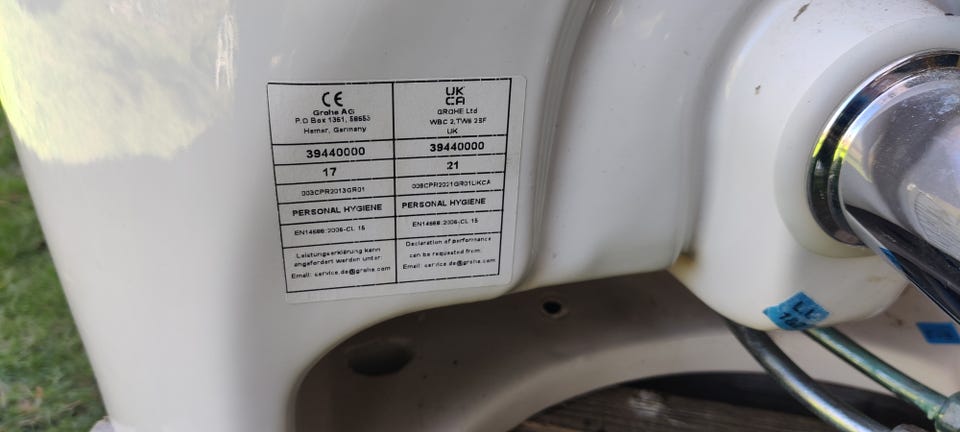 CE
Grohe AG
P.O Box 1361, 58653
Hemer, Germany
39440000
17
003CPR2013GR01
PERSONAL HYGIENE
EN14688:2006-CL 15
Leistungserklärung kann
angefordert werden unter:
Email: service.de@grohe.com
UK
CA
GROHE Ltd
WBC 2,TW8 2SF
UK
39440000
21
003CPR2021GR01UKCA
PERSONAL HYGIENE
EN14688:2006-CL 15
Declaration of performance
can be requested from:
Email: service.de@grohe.com